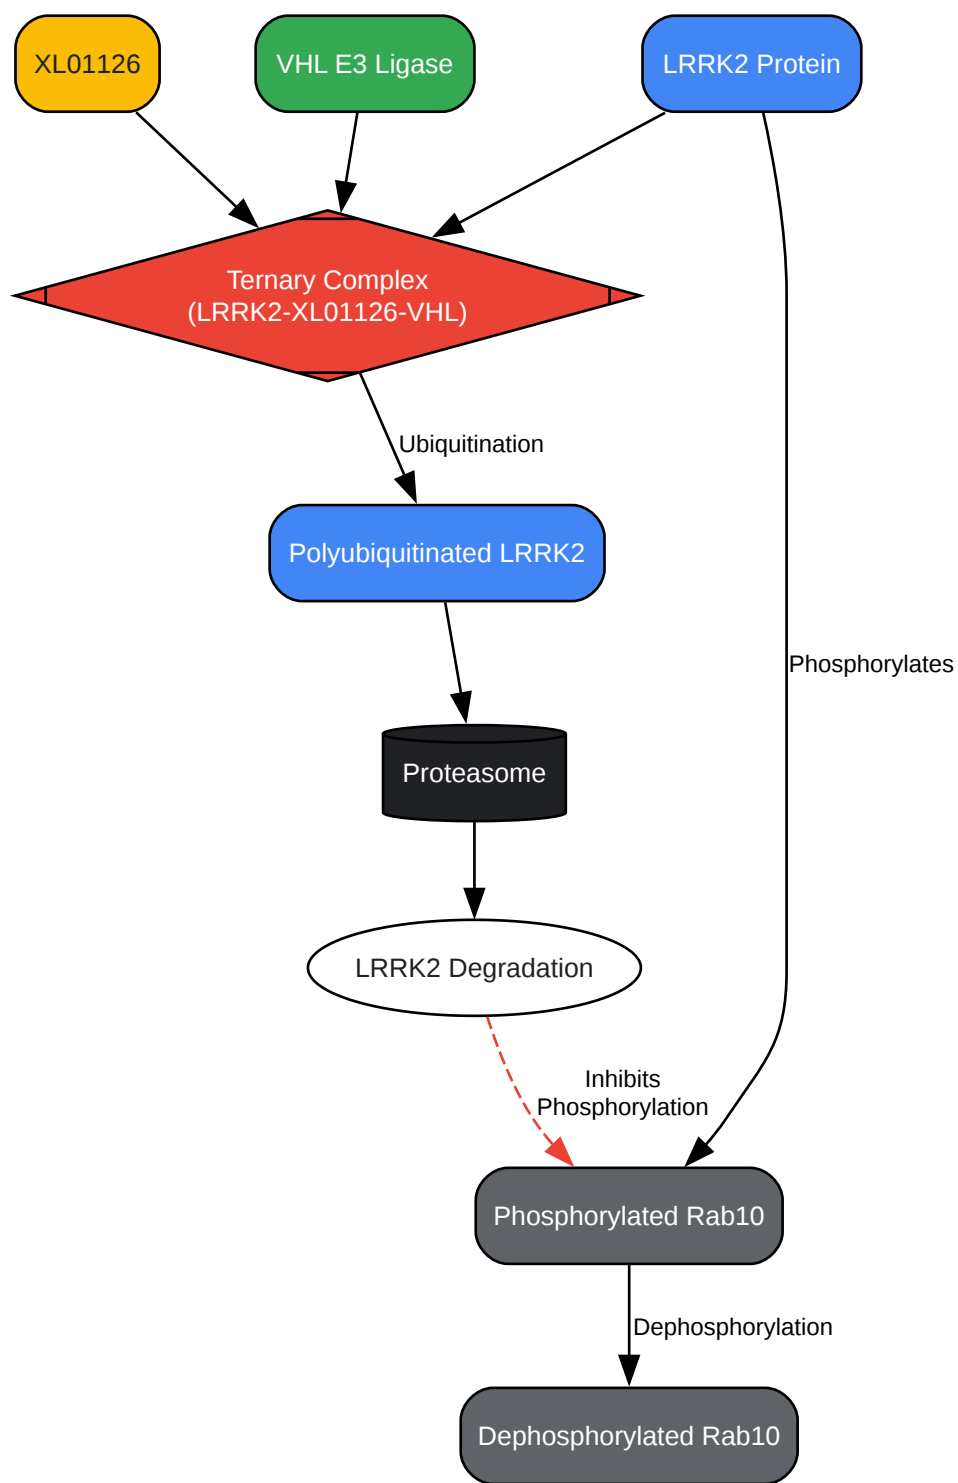 XL01126
VHL E3 Ligase
LRRK2 Protein
Ternary Complex
(LRRK2-XL01126-VHL)
Ubiquitination
Polyubiquitinated LRRK2
Phosphorylates
Proteasome
LRRK2 Degradation
Inhibits
Phosphorylation
Phosphorylated Rab10
Dephosphorylation
Dephosphorylated Rab10